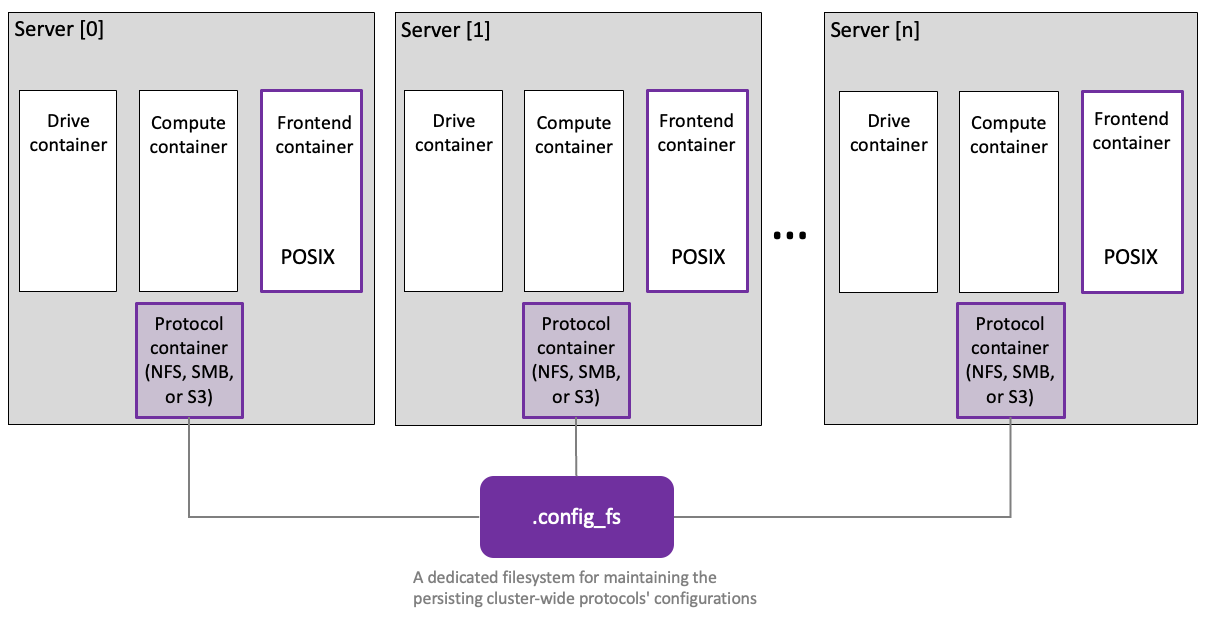 Server [0]
Drive
container
Compute
container
Frontend
container
POSIX
Protocol
container
(NFS, SMB,
or S3)
Server [1]
Drive
container
Compute
container
Frontend
container
POSIX
Protocol
container
(NFS, SMB,
or S3)
...
Server [n]
Drive
container
Compute
container
Frontend
container
POSIX
Protocol
container
(NFS, SMB,
or S3)
.config_fs
A dedicated filesystem for maintaining the
persisting cluster-wide protocols' configurations